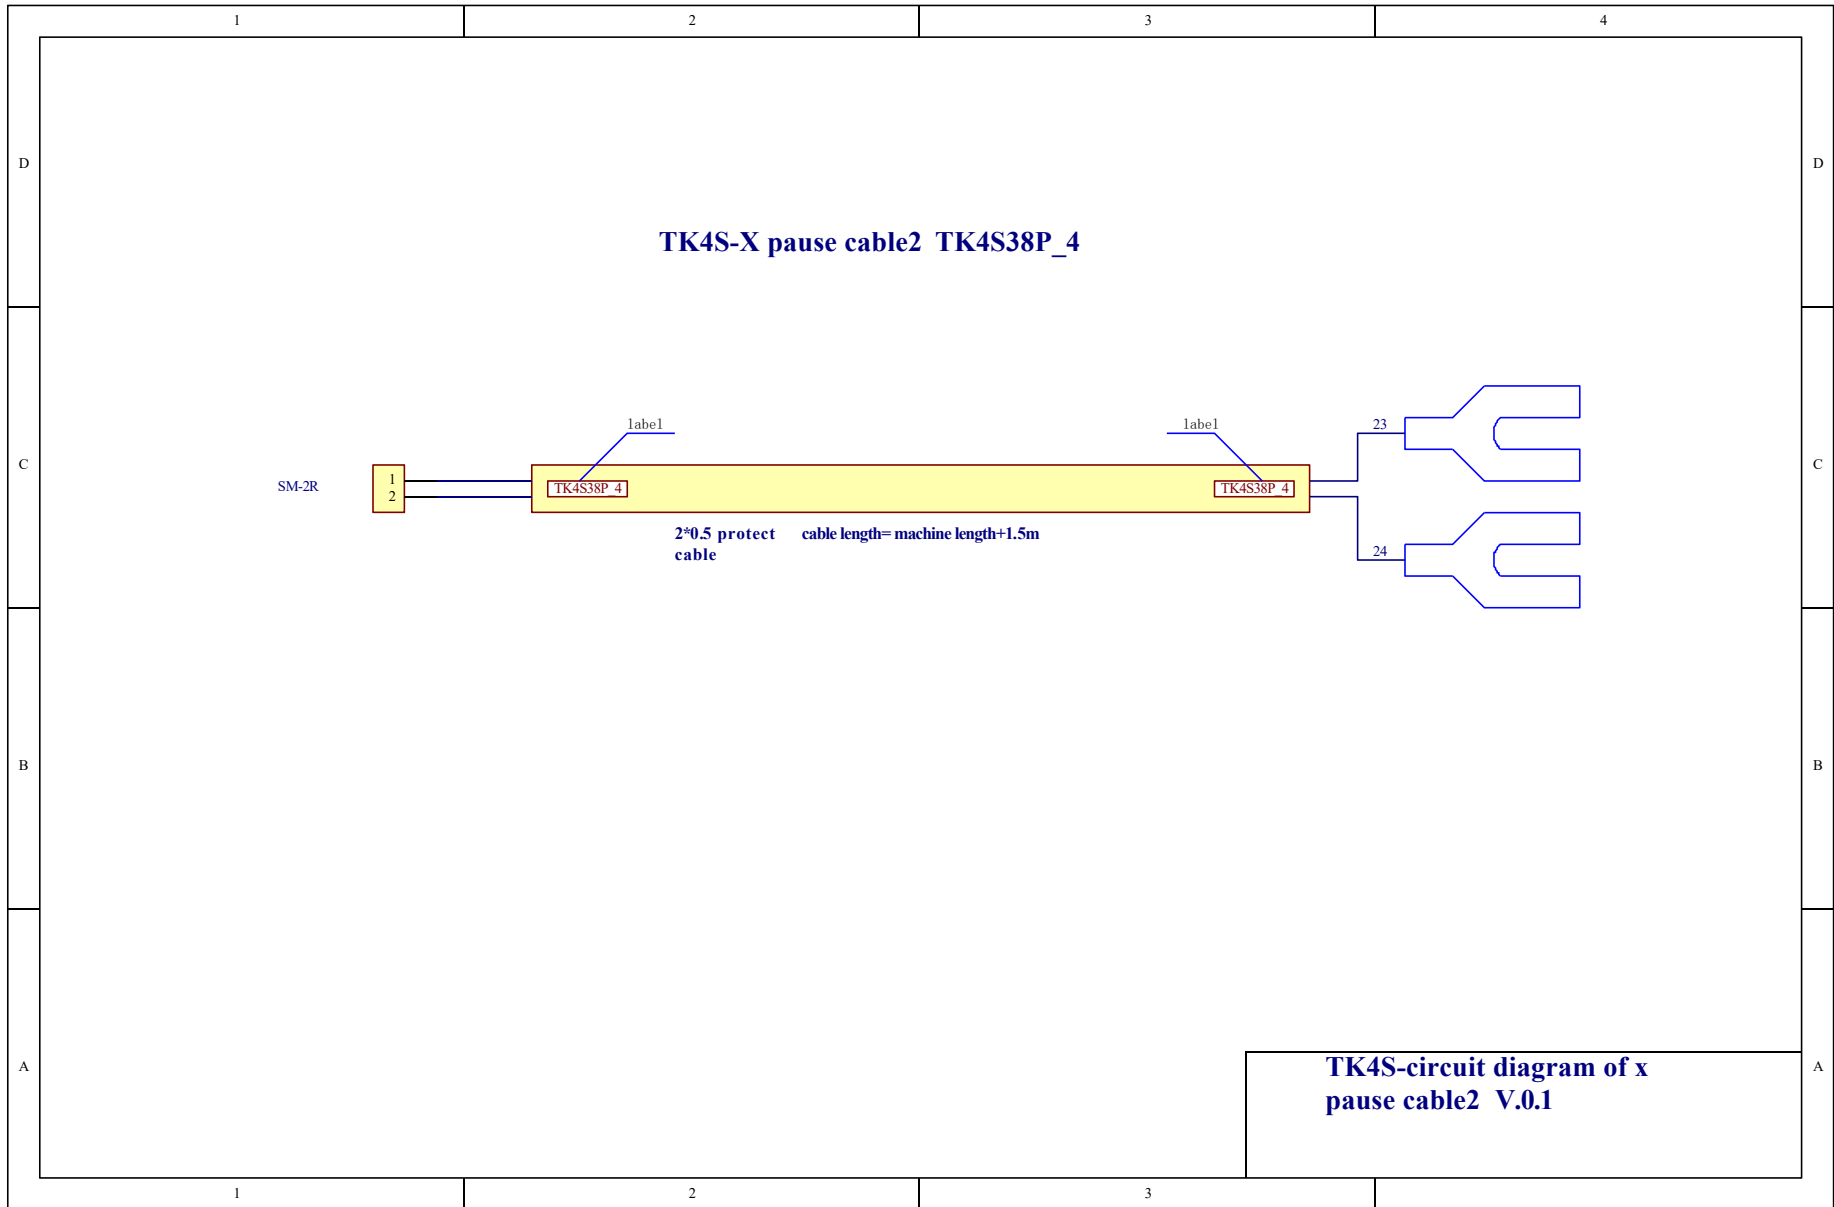 1 2 3 4
D D
TK4S-X pause cable2 TK4S38P_4
label label 23
C C
SM-2R 1 TK4S38P_4 TK4S38P_4
2
2*0.5 protect cable length= machine length+1.5m
cable 24
B B
A A
TK4S-circuit diagram of x
pause cable2 V.0.1
1 2 3